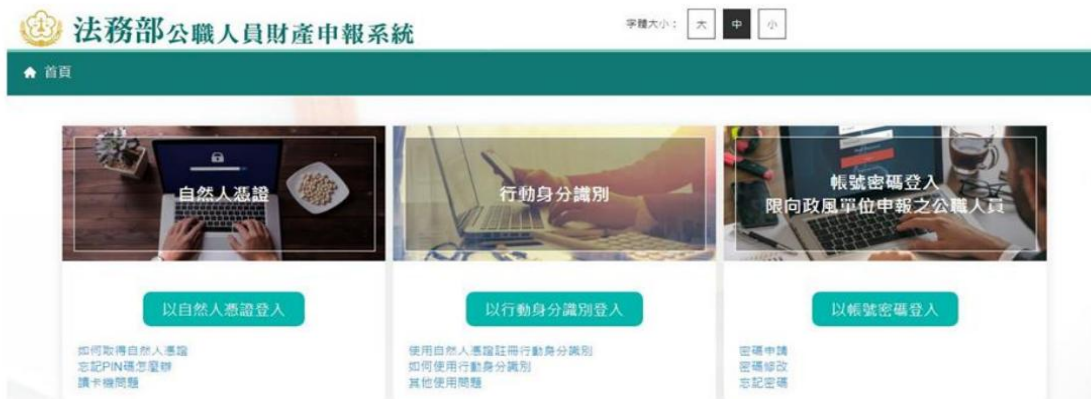 法務部公職人員財產申報系統
字體大小： 大 中 小
首頁
自然人憑證
行動身分識別
帳號密碼登入
限向政風單位申報之公職人員
以自然人憑證登入
以行動身分識別登入
以帳號密碼登入
如何取得自然人憑證
忘記PIN碼怎麼辦
讀卡機問題
使用自然人憑證註冊行動身分識別
如何使用行動身分識別
其他使用問題
密碼申請
密碼修改
忘記密碼